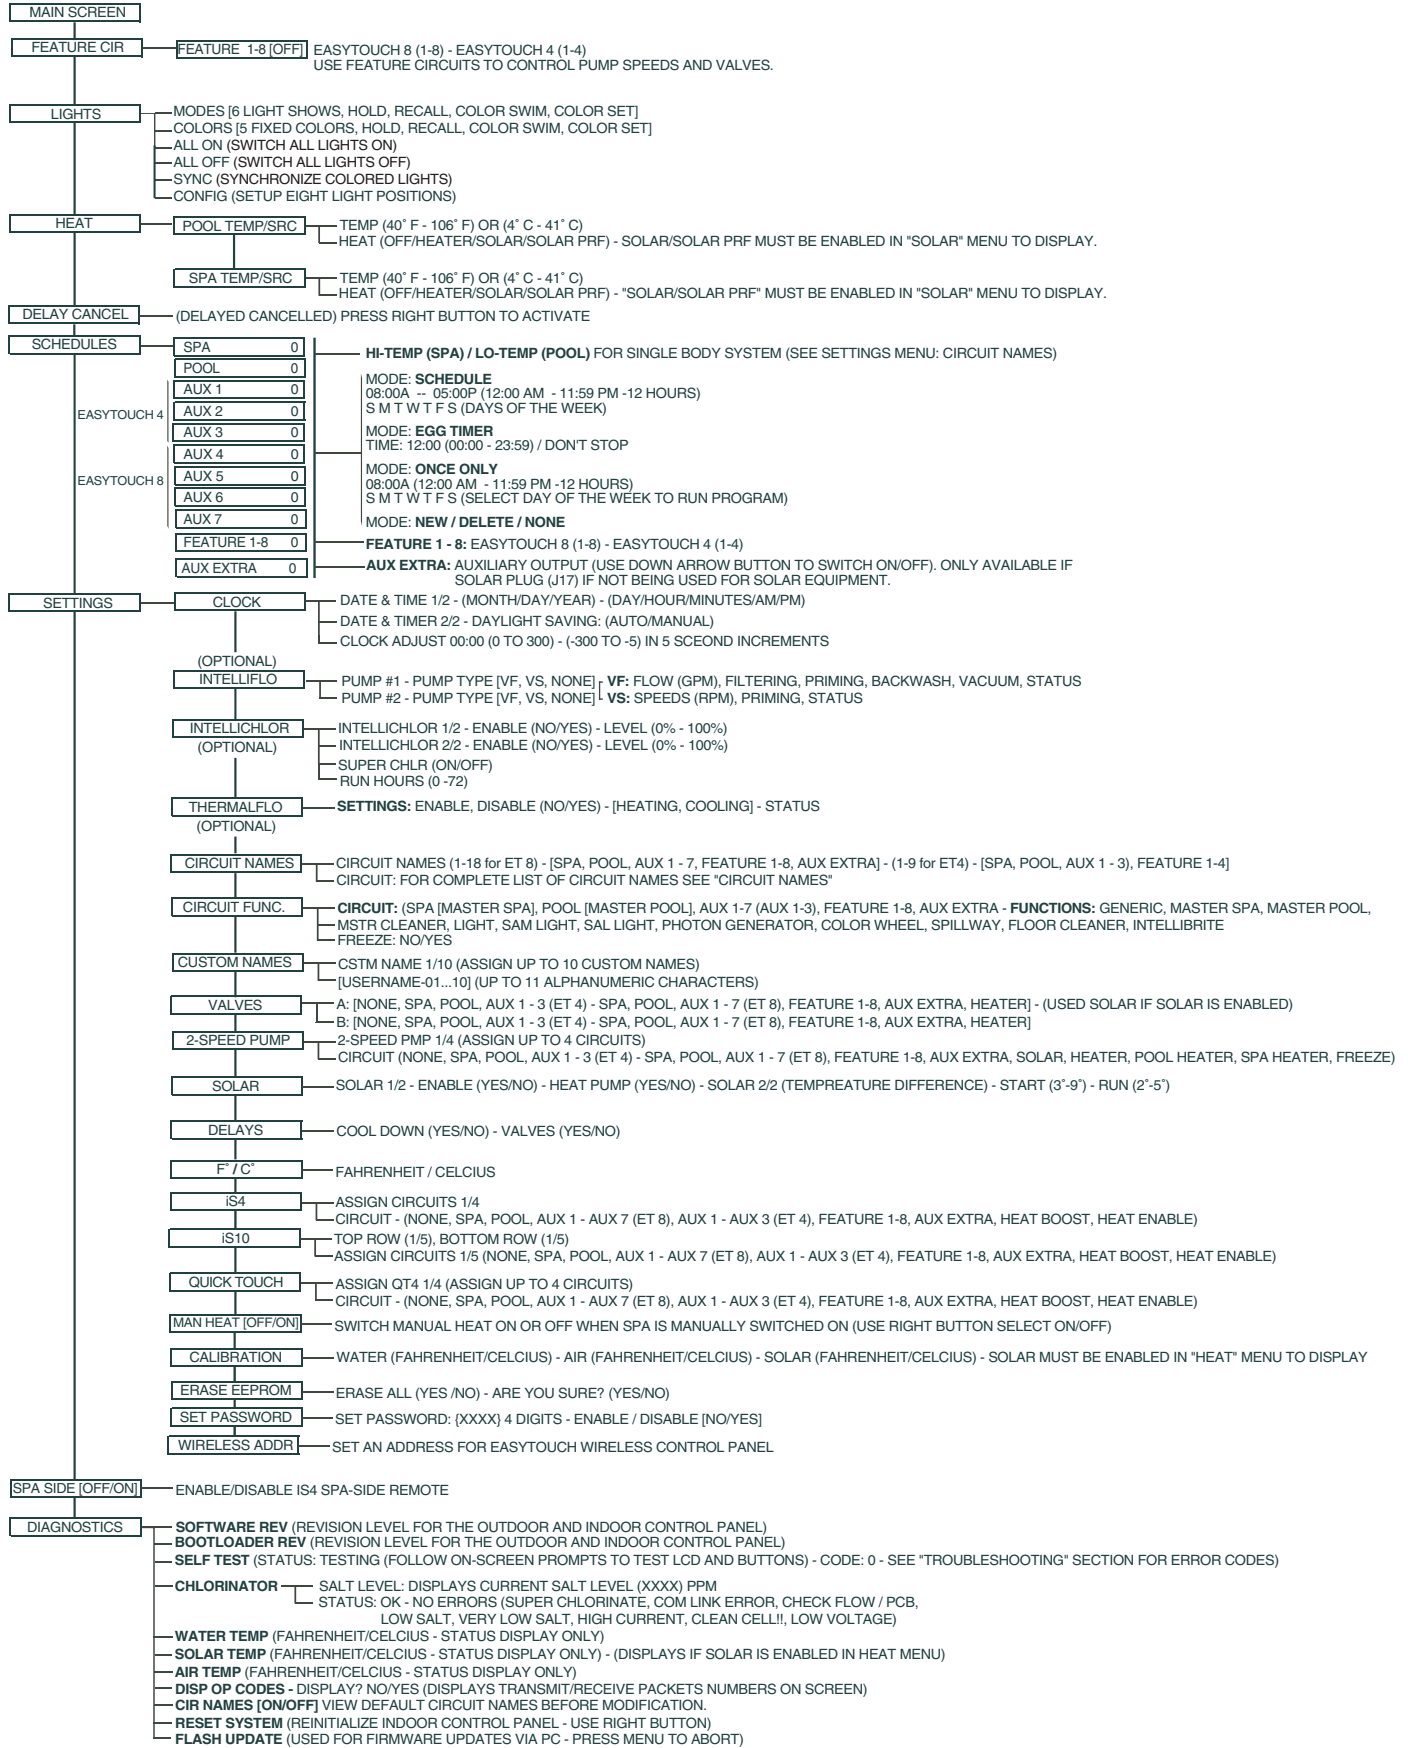 MAIN SCREEN
FEATURE CIR
FEATURE 1-8 [OFF]
EASYTOUCH 8 (1-8) - EASYTOUCH 4 (1-4)
USE FEATURE CIRCUITS TO CONTROL PUMP SPEEDS AND VALVES.
LIGHTS
MODES [6 LIGHT SHOWS, HOLD, RECALL, COLOR SWIM, COLOR SET]
COLORS [5 FIXED COLORS, HOLD, RECALL, COLOR SWIM, COLOR SET]
ALL ON (SWITCH ALL LIGHTS ON)
ALL OFF (SWITCH ALL LIGHTS OFF)
SYNC (SYNCHRONIZE COLORED LIGHTS)
CONFIG (SETUP EIGHT LIGHT POSITIONS)
HEAT
POOL TEMP/SRC
TEMP (40˚ F - 106˚ F) OR (4˚ C - 41˚ C)
HEAT (OFF/HEATER/SOLAR/SOLAR PRF) - SOLAR/SOLAR PRF MUST BE ENABLED IN "SOLAR" MENU TO DISPLAY.
SPA TEMP/SRC
TEMP (40˚ F - 106˚ F) OR (4˚ C - 41˚ C)
HEAT (OFF/HEATER/SOLAR/SOLAR PRF) - "SOLAR/SOLAR PRF" MUST BE ENABLED IN "SOLAR" MENU TO DISPLAY.
DELAY CANCEL
(DELAYED CANCELLED) PRESS RIGHT BUTTON TO ACTIVATE
SCHEDULES
SPA 0
POOL 0
AUX 1 0
AUX 2 0
AUX 3 0
AUX 4 0
AUX 5 0
AUX 6 0
AUX 7 0
FEATURE 1-8 0
AUX EXTRA 0
EASYTOUCH 4
EASYTOUCH 8
HI-TEMP (SPA) / LO-TEMP (POOL) FOR SINGLE BODY SYSTEM (SEE SETTINGS MENU: CIRCUIT NAMES)
MODE: SCHEDULE
08:00A -- 05:00P (12:00 AM - 11:59 PM -12 HOURS)
S M T W T F S (DAYS OF THE WEEK)
MODE: EGG TIMER
TIME: 12:00 (00:00 - 23:59) / DON'T STOP
MODE: ONCE ONLY
08:00A (12:00 AM - 11:59 PM -12 HOURS)
S M T W T F S (SELECT DAY OF THE WEEK TO RUN PROGRAM)
MODE: NEW / DELETE / NONE
FEATURE 1 - 8: EASYTOUCH 8 (1-8) - EASYTOUCH 4 (1-4)
AUX EXTRA: AUXILIARY OUTPUT (USE DOWN ARROW BUTTON TO SWITCH ON/OFF). ONLY AVAILABLE IF
SOLAR PLUG (J17) IF NOT BEING USED FOR SOLAR EQUIPMENT.
SETTINGS
CLOCK
DATE & TIME 1/2 - (MONTH/DAY/YEAR) - (DAY/HOUR/MINUTES/AM/PM)
DATE & TIMER 2/2 - DAYLIGHT SAVING: (AUTO/MANUAL)
CLOCK ADJUST 00:00 (0 TO 300) - (-300 TO -5) IN 5 SCEOND INCREMENTS
(OPTIONAL)
INTELLIFLO
PUMP #1 - PUMP TYPE [VF, VS, NONE]
PUMP #2 - PUMP TYPE [VF, VS, NONE]
VF: FLOW (GPM), FILTERING, PRIMING, BACKWASH, VACUUM, STATUS
VS: SPEEDS (RPM), PRIMING, STATUS
INTELLICHLOR
(OPTIONAL)
INTELLICHLOR 1/2 - ENABLE (NO/YES) - LEVEL (0% - 100%)
INTELLICHLOR 2/2 - ENABLE (NO/YES) - LEVEL (0% - 100%)
SUPER CHLR (ON/OFF)
RUN HOURS (0 -72)
THERMALFLO
(OPTIONAL)
SETTINGS: ENABLE, DISABLE (NO/YES) - [HEATING, COOLING] - STATUS
CIRCUIT NAMES
CIRCUIT NAMES (1-18 for ET 8) - [SPA, POOL, AUX 1 - 7, FEATURE 1-8, AUX EXTRA] - (1-9 for ET4) - [SPA, POOL, AUX 1 - 3), FEATURE 1-4]
CIRCUIT: FOR COMPLETE LIST OF CIRCUIT NAMES SEE "CIRCUIT NAMES"
CIRCUIT FUNC.
CIRCUIT: (SPA [MASTER SPA], POOL [MASTER POOL], AUX 1-7 (AUX 1-3), FEATURE 1-8, AUX EXTRA - FUNCTIONS: GENERIC, MASTER SPA, MASTER POOL,
MSTR CLEANER, LIGHT, SAM LIGHT, SAL LIGHT, PHOTON GENERATOR, COLOR WHEEL, SPILLWAY, FLOOR CLEANER, INTELLIBRITE
FREEZE: NO/YES
CUSTOM NAMES
CSTM NAME 1/10 (ASSIGN UP TO 10 CUSTOM NAMES)
[USERNAME-01...10] (UP TO 11 ALPHANUMERIC CHARACTERS)
VALVES
A: [NONE, SPA, POOL, AUX 1 - 3 (ET 4) - SPA, POOL, AUX 1 - 7 (ET 8), FEATURE 1-8, AUX EXTRA, HEATER] - (USED SOLAR IF SOLAR IS ENABLED)
B: [NONE, SPA, POOL, AUX 1 - 3 (ET 4) - SPA, POOL, AUX 1 - 7 (ET 8), FEATURE 1-8, AUX EXTRA, HEATER]
2-SPEED PUMP
2-SPEED PMP 1/4 (ASSIGN UP TO 4 CIRCUITS)
CIRCUIT (NONE, SPA, POOL, AUX 1 - 3 (ET 4) - SPA, POOL, AUX 1 - 7 (ET 8), FEATURE 1-8, AUX EXTRA, SOLAR, HEATER, POOL HEATER, SPA HEATER, FREEZE)
SOLAR
SOLAR 1/2 - ENABLE (YES/NO) - HEAT PUMP (YES/NO) - SOLAR 2/2 (TEMPREATURE DIFFERENCE) - START (3˚-9˚) - RUN (2˚-5˚)
DELAYS
COOL DOWN (YES/NO) - VALVES (YES/NO)
F˚ / C˚
FAHRENHEIT / CELCIUS
iS4
ASSIGN CIRCUITS 1/4
CIRCUIT - (NONE, SPA, POOL, AUX 1 - AUX 7 (ET 8), AUX 1 - AUX 3 (ET 4), FEATURE 1-8, AUX EXTRA, HEAT BOOST, HEAT ENABLE)
iS10
TOP ROW (1/5), BOTTOM ROW (1/5)
ASSIGN CIRCUITS 1/5 (NONE, SPA, POOL, AUX 1 - AUX 7 (ET 8), AUX 1 - AUX 3 (ET 4), FEATURE 1-8, AUX EXTRA, HEAT BOOST, HEAT ENABLE)
QUICK TOUCH
ASSIGN QT4 1/4 (ASSIGN UP TO 4 CIRCUITS)
CIRCUIT - (NONE, SPA, POOL, AUX 1 - AUX 7 (ET 8), AUX 1 - AUX 3 (ET 4), FEATURE 1-8, AUX EXTRA, HEAT BOOST, HEAT ENABLE)
MAN HEAT [OFF/ON]
SWITCH MANUAL HEAT ON OR OFF WHEN SPA IS MANUALLY SWITCHED ON (USE RIGHT BUTTON SELECT ON/OFF)
CALIBRATION
WATER (FAHRENHEIT/CELCIUS) - AIR (FAHRENHEIT/CELCIUS) - SOLAR (FAHRENHEIT/CELCIUS) - SOLAR MUST BE ENABLED IN "HEAT" MENU TO DISPLAY
ERASE EEPROM
ERASE ALL (YES /NO) - ARE YOU SURE? (YES/NO)
SET PASSWORD
SET PASSWORD: {XXXX} 4 DIGITS - ENABLE / DISABLE [NO/YES]
WIRELESS ADDR
SET AN ADDRESS FOR EASYTOUCH WIRELESS CONTROL PANEL
SPA SIDE [OFF/ON]
ENABLE/DISABLE IS4 SPA-SIDE REMOTE
DIAGNOSTICS
SOFTWARE REV (REVISION LEVEL FOR THE OUTDOOR AND INDOOR CONTROL PANEL)
BOOTLOADER REV (REVISION LEVEL FOR THE OUTDOOR AND INDOOR CONTROL PANEL)
SELF TEST (STATUS: TESTING (FOLLOW ON-SCREEN PROMPTS TO TEST LCD AND BUTTONS) - CODE: 0 - SEE "TROUBLESHOOTING" SECTION FOR ERROR CODES)
CHLORINATOR
SALT LEVEL: DISPLAYS CURRENT SALT LEVEL (XXXX) PPM
STATUS: OK - NO ERRORS (SUPER CHLORINATE, COM LINK ERROR, CHECK FLOW / PCB,
LOW SALT, VERY LOW SALT, HIGH CURRENT, CLEAN CELL!!, LOW VOLTAGE)
WATER TEMP (FAHRENHEIT/CELCIUS - STATUS DISPLAY ONLY)
SOLAR TEMP (FAHRENHEIT/CELCIUS - STATUS DISPLAY ONLY) - (DISPLAYS IF SOLAR IS ENABLED IN HEAT MENU)
AIR TEMP (FAHRENHEIT/CELCIUS - STATUS DISPLAY ONLY)
DISP OP CODES - DISPLAY? NO/YES (DISPLAYS TRANSMIT/RECEIVE PACKETS NUMBERS ON SCREEN)
CIR NAMES [ON/OFF] VIEW DEFAULT CIRCUIT NAMES BEFORE MODIFICATION.
RESET SYSTEM (REINITIALIZE INDOOR CONTROL PANEL - USE RIGHT BUTTON)
FLASH UPDATE (USED FOR FIRMWARE UPDATES VIA PC - PRESS MENU TO ABORT)